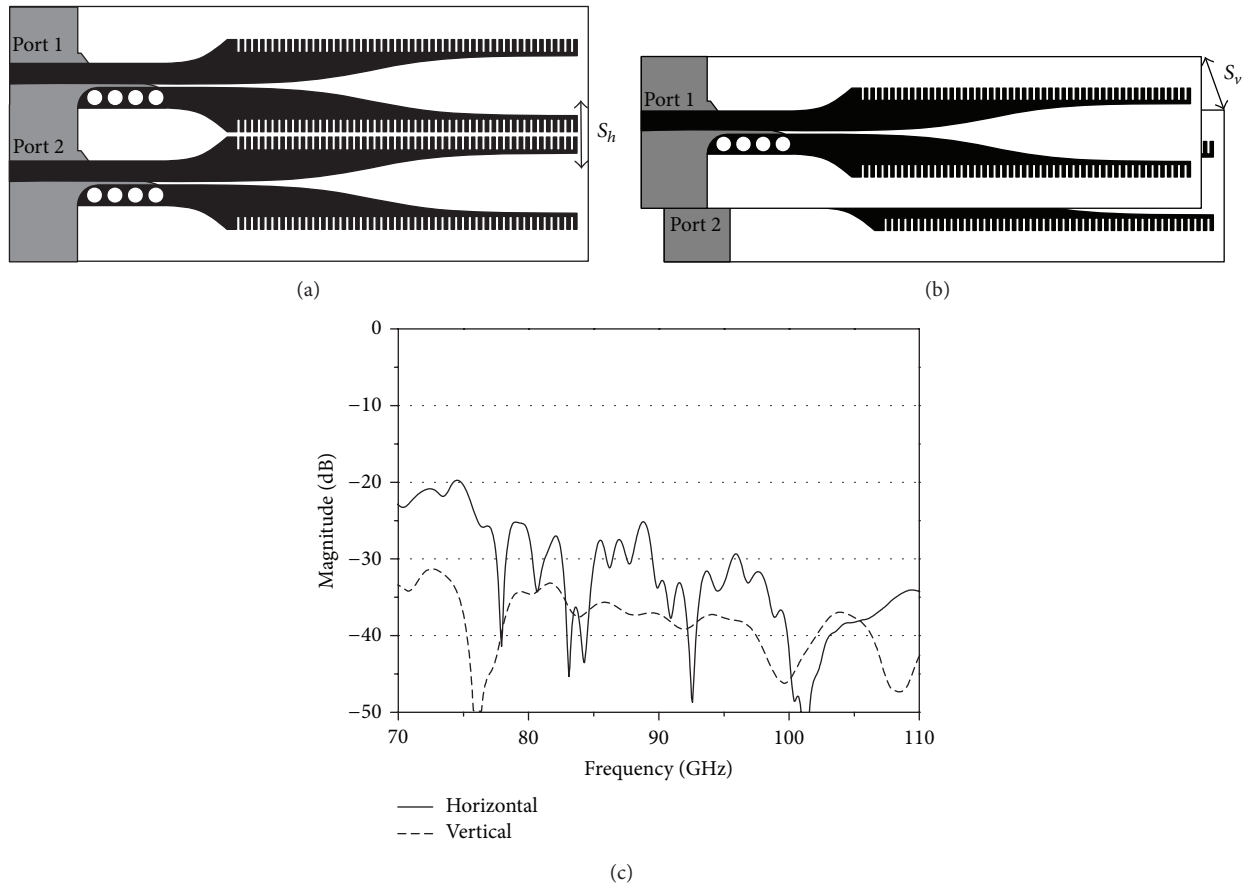 Port 1
Port 2
S_h
(a)
Port 1
Port 2
S_v
(b)
0
−10
−20
−30
−40
−50
Magnitude (dB)
70
80
90
100
110
Frequency (GHz)
Horizontal
Vertical
(c)